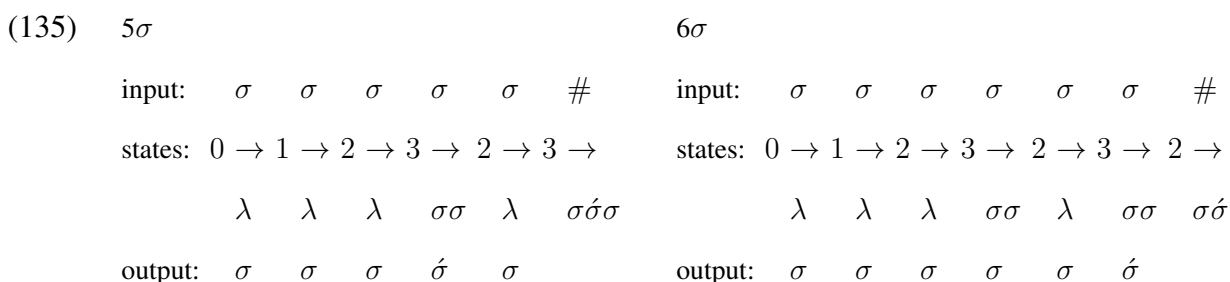 (135) 5σ 6σ
input: σ σ σ σ σ # input: σ σ σ σ σ σ #
states: 0 → 1 → 2 → 3 → 2 → 3 → states: 0 → 1 → 2 → 3 → 2 → 3 → 2 →
λ λ λ σσ λ σσ́σ λ λ λ σσ λ σσ σσ́
output: σ σ σ σ́ σ output: σ σ σ σ σ σ́